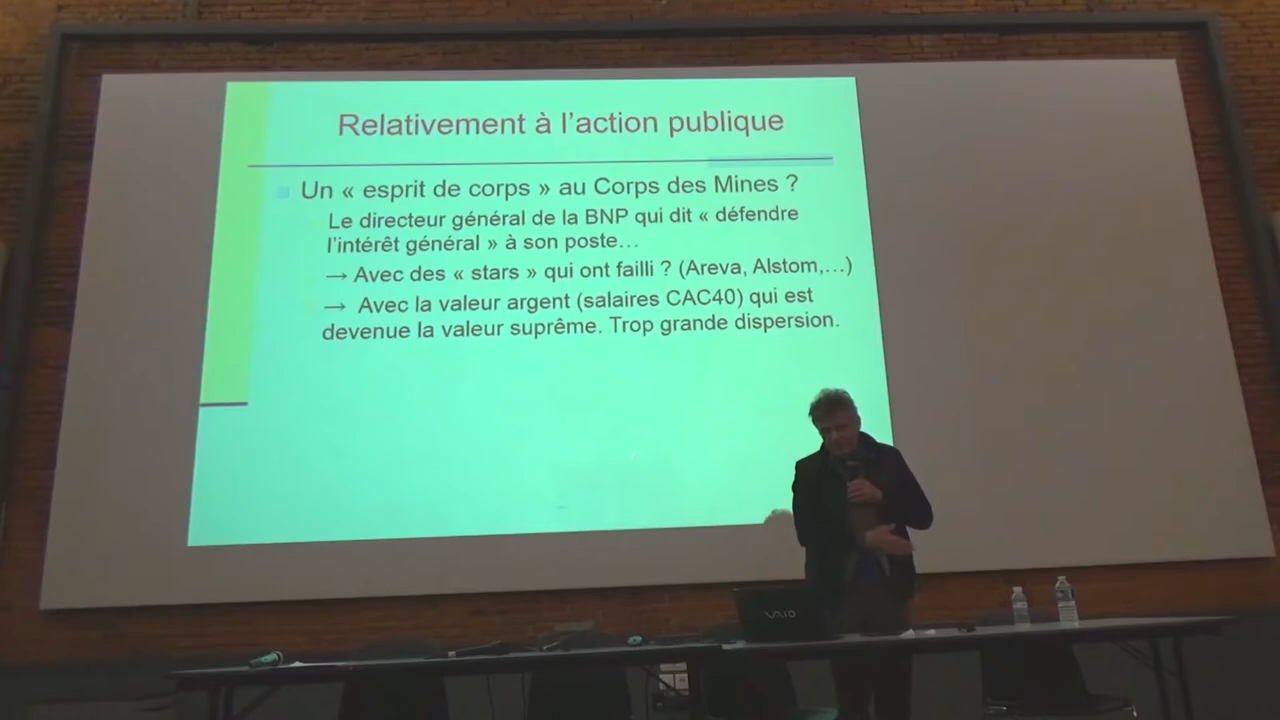 Relativement à l'action publique
Un « esprit de corps » au Corps des Mines ?
Le directeur général de la BNP qui dit « défendre
l'intérêt général » à son poste…
→ Avec des « stars » qui ont failli ? (Areva, Alstom,…)
→ Avec la valeur argent (salaires CAC40) qui est
devenue la valeur suprême. Trop grande dispersion.
VAIO